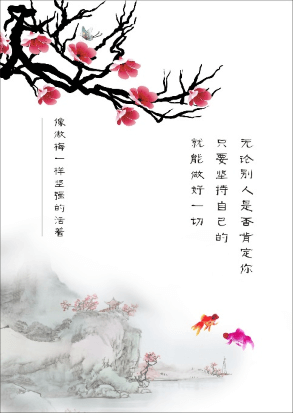 无论别人是否肯定你
只要坚持自己的
就能做好一切
像傲梅一样坚强的活着